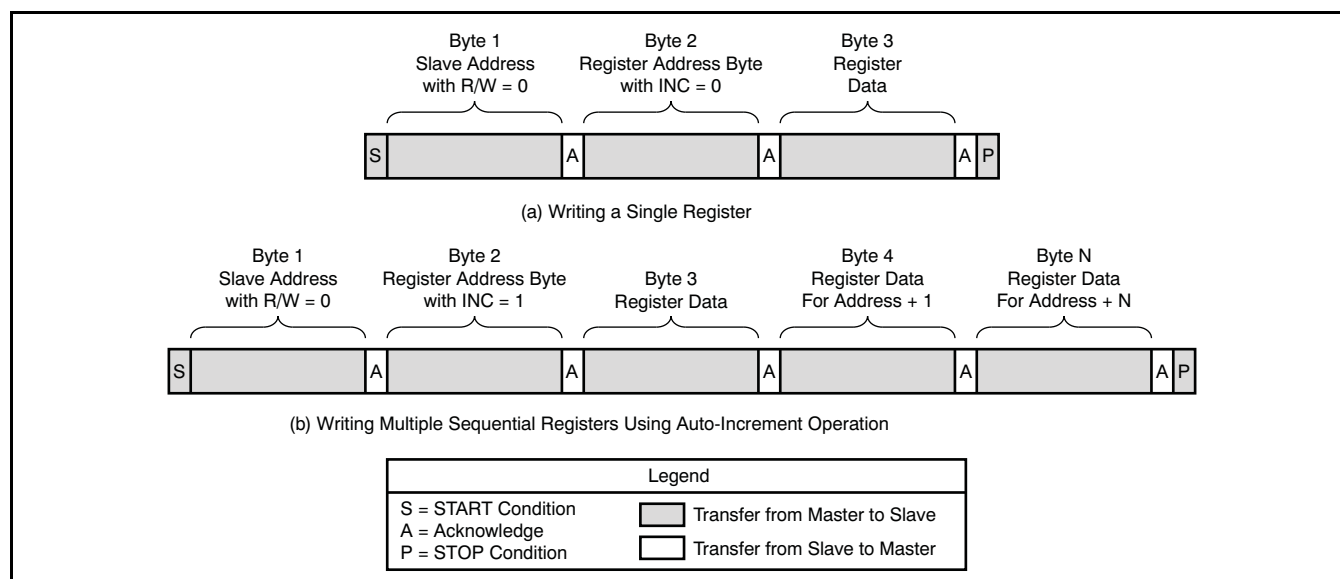 Byte 1
Slave Address
with R/W = 0
Byte 2
Register Address Byte
with INC = 0
Byte 3
Register
Data
S
A
A
A
P
(a) Writing a Single Register
Byte 1
Slave Address
with R/W = 0
Byte 2
Register Address Byte
with INC = 1
Byte 3
Register Data
Byte 4
Register Data
For Address + 1
Byte N
Register Data
For Address + N
S
A
A
A
A
A
P
(b) Writing Multiple Sequential Registers Using Auto-Increment Operation
Legend
S = START Condition
A = Acknowledge
P = STOP Condition
Transfer from Master to Slave
Transfer from Slave to Master